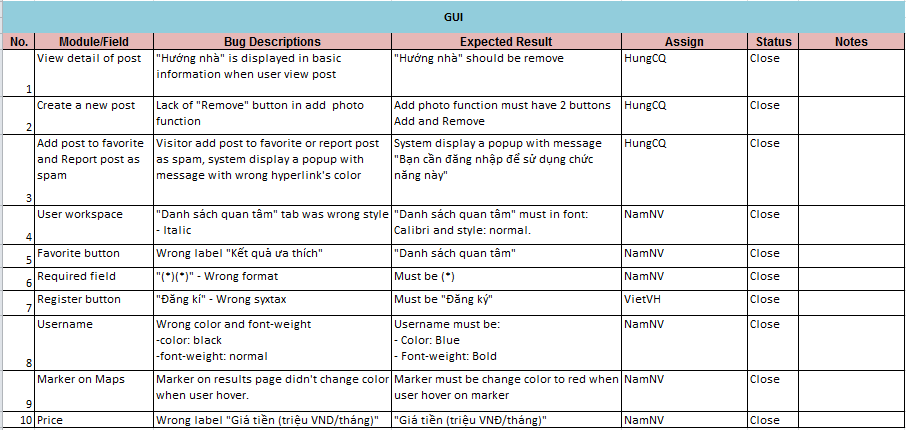 GUI
No. Module/Field Bug Descriptions Expected Result Assign Status Notes
1 View detail of post "Hướng nhà" is displayed in basic "Hướng nhà" should be remove HungCQ Close
information when user view post
2 Create a new post Lack of "Remove" button in add photo Add photo function must have 2 buttons HungCQ Close
function Add and Remove
3 Add post to favorite Visitor add post to favorite or report post System display a popup with message HungCQ Close
and Report post as as spam, system display a popup with "Bạn cần đăng nhập để sử dụng chức
spam message with wrong hyperlink's color năng này"
4 User workspace "Danh sách quan tâm" tab was wrong style "Danh sách quan tâm" must in font: NamNV Close
- Italic Calibri and style: normal.
5 Favorite button Wrong label "Kết quả ưa thích" "Danh sách quan tâm" NamNV Close
6 Required field "(*)(*)" - Wrong format Must be (*) NamNV Close
7 Register button "Đăng kí" - Wrong syxtax Must be "Đăng ký" VietVH Close
8 Username Wrong color and font-weight Username must be: NamNV Close
-color: black - Color: Blue
-font-weight: normal - Font-weight: Bold
9 Marker on Maps Marker on results page didn't change color Marker must be change color to red when NamNV Close
when user hover. user hover on marker
10 Price Wrong label "Giá tiền (triệu VND/tháng)" "Giá tiền (triệu VNĐ/tháng)" NamNV Close